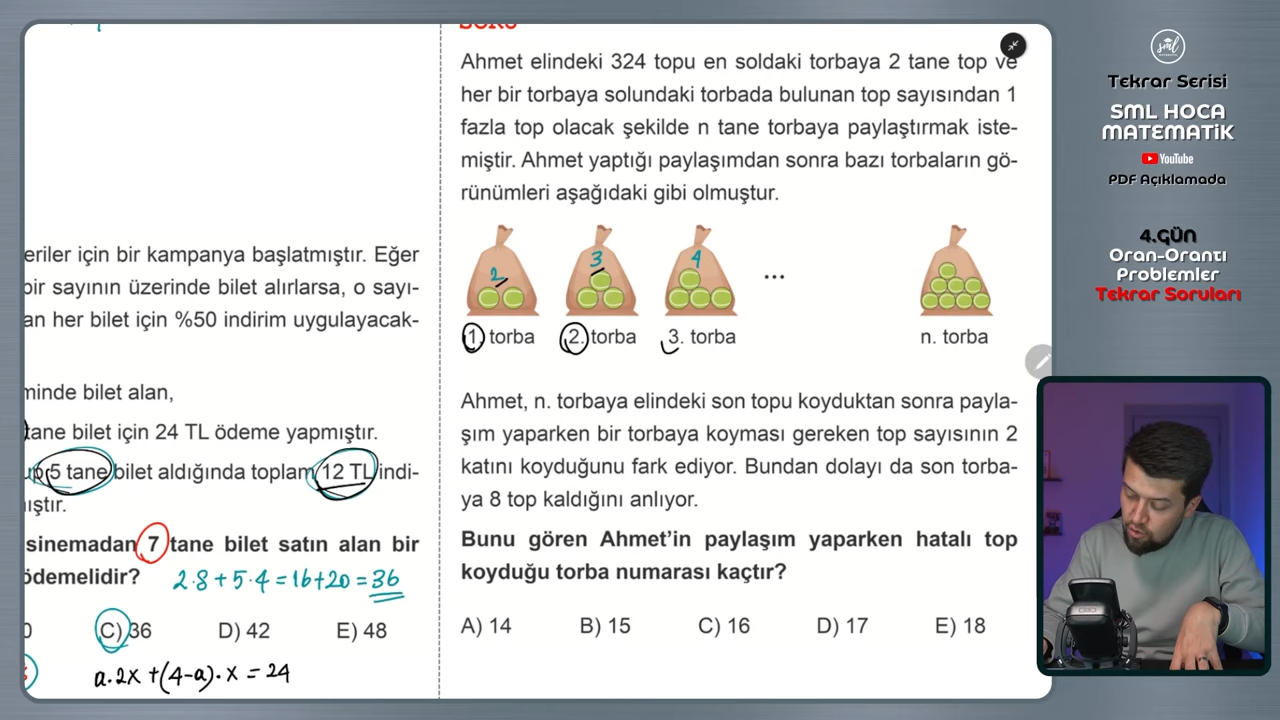 eriler için bir kampanya başlatmıştır. Eğer
bir sayının üzerinde bilet alırlarsa, o sayı-
an her bilet için %50 indirim uygulayacak-
minde bilet alan,
tane bilet için 24 TL ödeme yapmıştır.
up 5 tane bilet aldığında toplam 12 TL indi-
mıştır.
sinemadan 7 tane bilet satın alan bir
ödemelidir?
2.8+5.4=16+20=36
0 C) 36 D) 42 E) 48
a.2x+(4-a).x=24
SORU
Ahmet elindeki 324 topu en soldaki torbaya 2 tane top ve
her bir torbaya solundaki torbada bulunan top sayısından 1
fazla top olacak şekilde n tane torbaya paylaştırmak iste-
miştir. Ahmet yaptığı paylaşımdan sonra bazı torbaların gö-
rünümleri aşağıdaki gibi olmuştur.
2 3 4 ...
1. torba 2. torba 3. torba n. torba
Ahmet, n. torbaya elindeki son topu koyduktan sonra payla-
şım yaparken bir torbaya koyması gereken top sayısının 2
katını koyduğunu fark ediyor. Bundan dolayı da son torba-
ya 8 top kaldığını anlıyor.
Bunu gören Ahmet'in paylaşım yaparken hatalı top
koyduğu torba numarası kaçtır?
A) 14 B) 15 C) 16 D) 17 E) 18
sml
Tekrar Serisi
SML HOCA
MATEMATİK
YouTube
PDF Açıklamada
4.GÜN
Oran-Orantı
Problemler
Tekrar Soruları